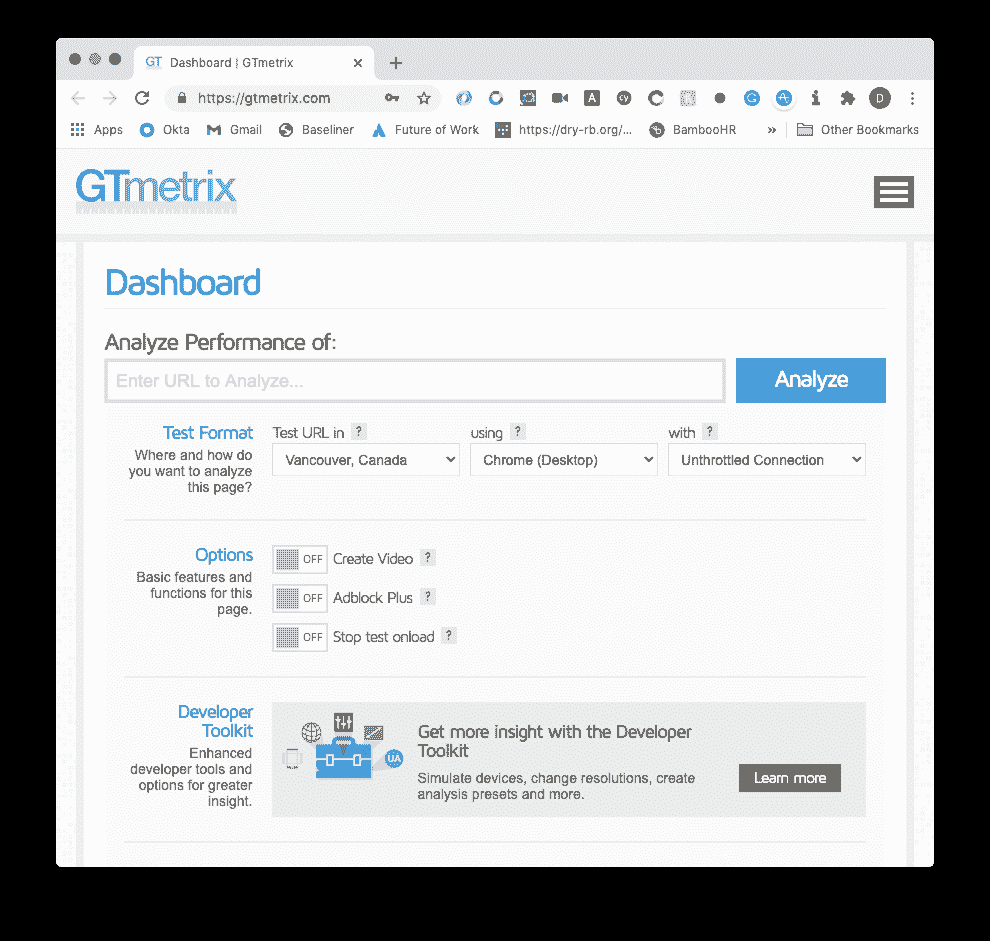 GT Dashboard | GTmetrix
https://gtmetrix.com
D
Apps Okta Gmail Baseliner Future of Work https://dry-rb.org/... BambooHR » Other Bookmarks
GTmetrix
Dashboard
Analyze Performance of:
Enter URL to Analyze...
Analyze
Test Format
Where and how do
you want to analyze
this page?
Test URL in ? using ? with ?
Vancouver, Canada Chrome (Desktop) Unthrottled Connection
Options
Basic features and
functions for this
page.
OFF Create Video ?
OFF Adblock Plus ?
OFF Stop test onload ?
Developer
Toolkit
Enhanced
developer tools and
options for greater
insight.
UA
Get more insight with the Developer
Toolkit
Simulate devices, change resolutions, create
analysis presets and more.
Learn more